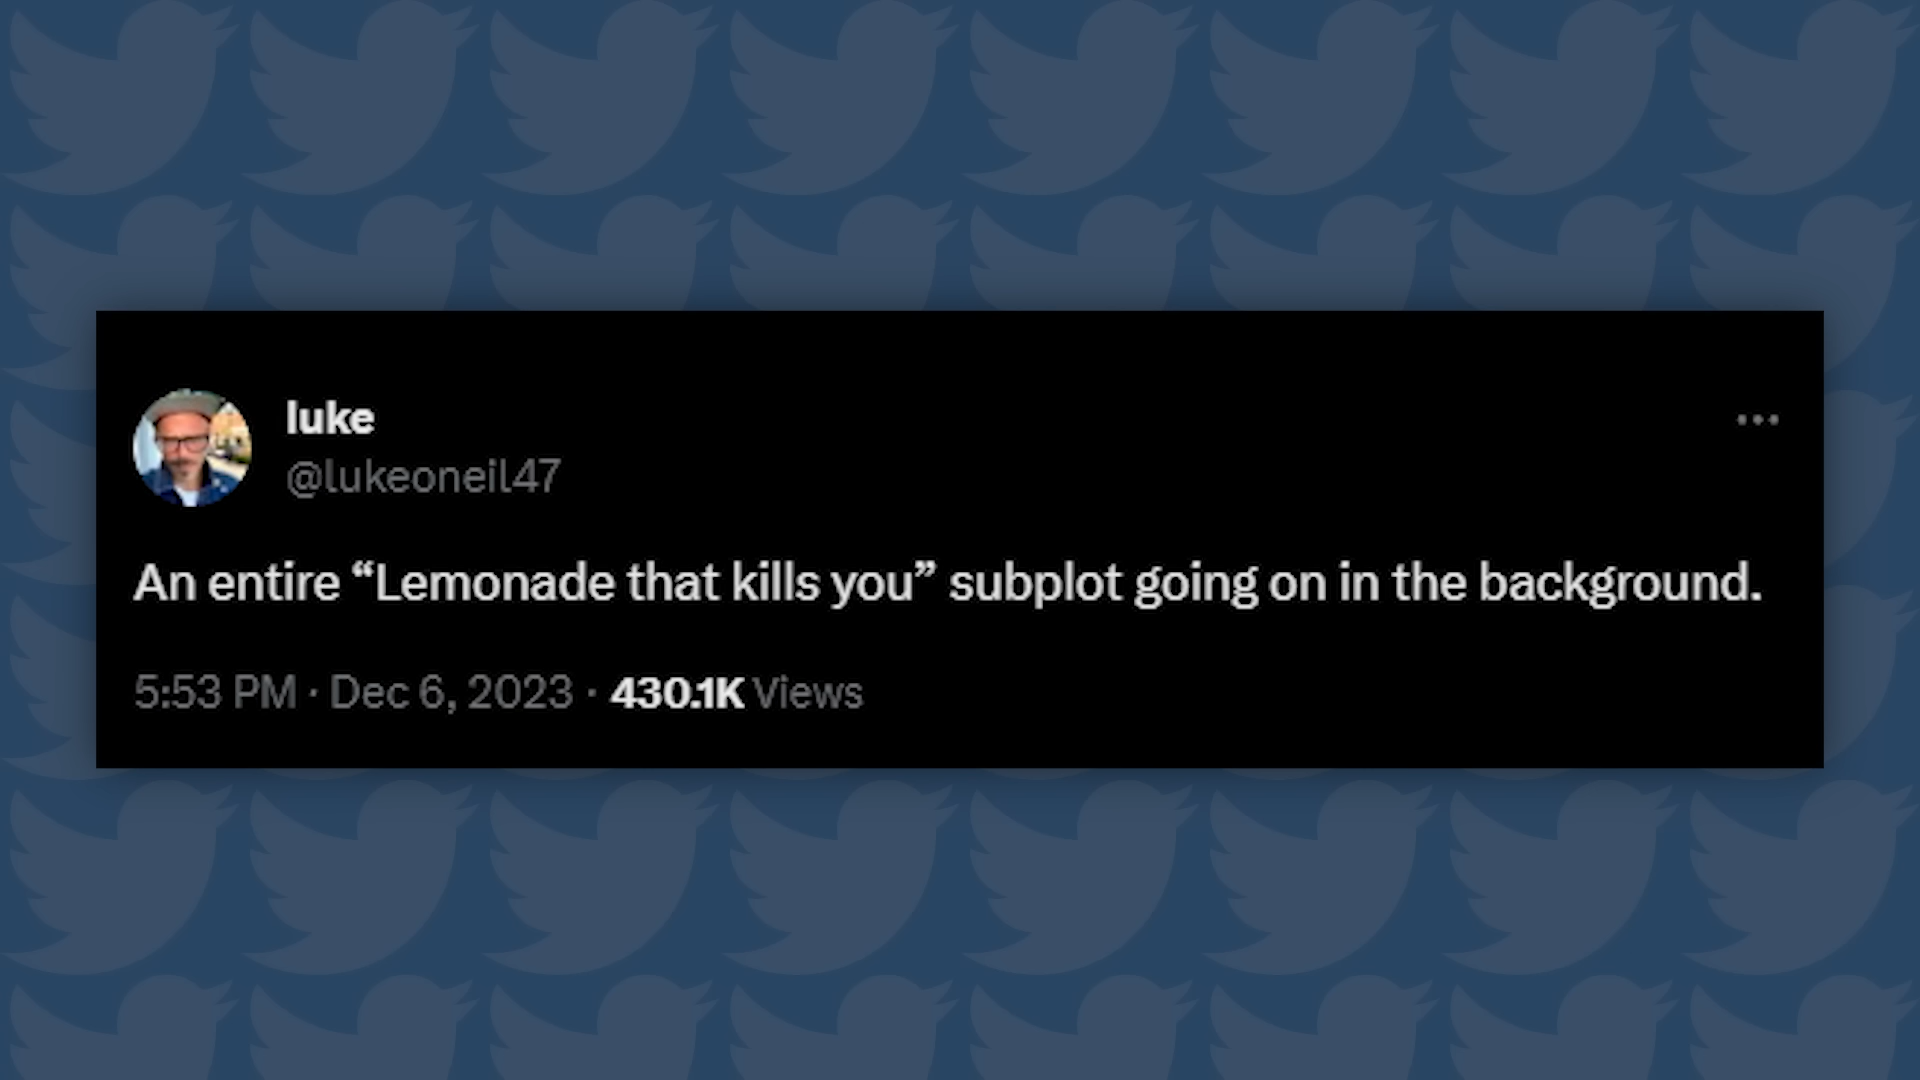 luke
@lukeoneil47
An entire “Lemonade that kills you” subplot going on in the background.
5:53 PM · Dec 6, 2023 · 430.1K Views